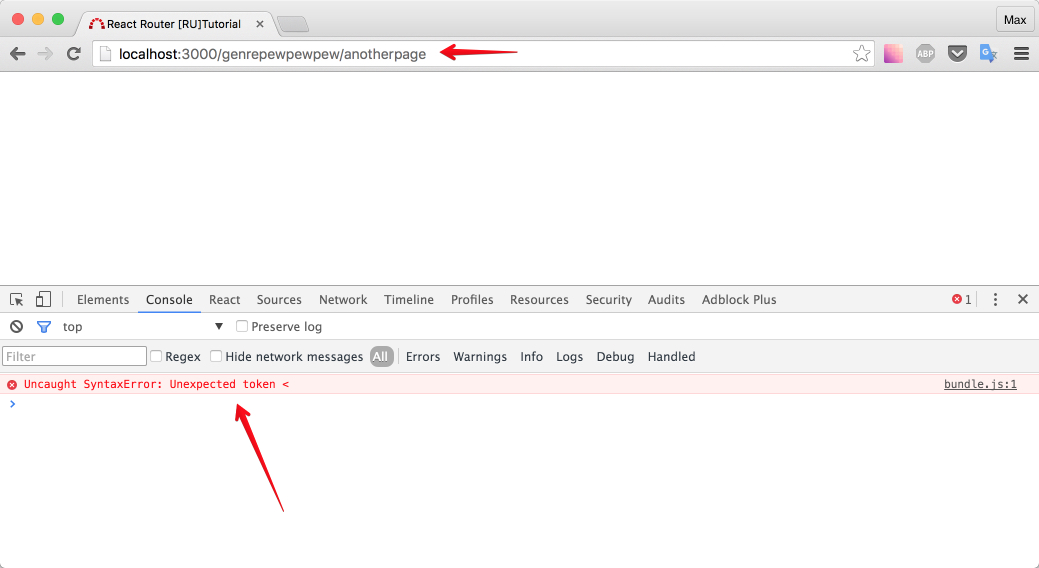 React Router [RU]Tutorial
Max
localhost:3000/genrepewpewpew/anotherpage
ABP
G
Elements Console React Sources Network Timeline Profiles Resources Security Audits Adblock Plus 1
top Preserve log
Filter Regex Hide network messages All Errors Warnings Info Logs Debug Handled
Uncaught SyntaxError: Unexpected token < bundle.js:1